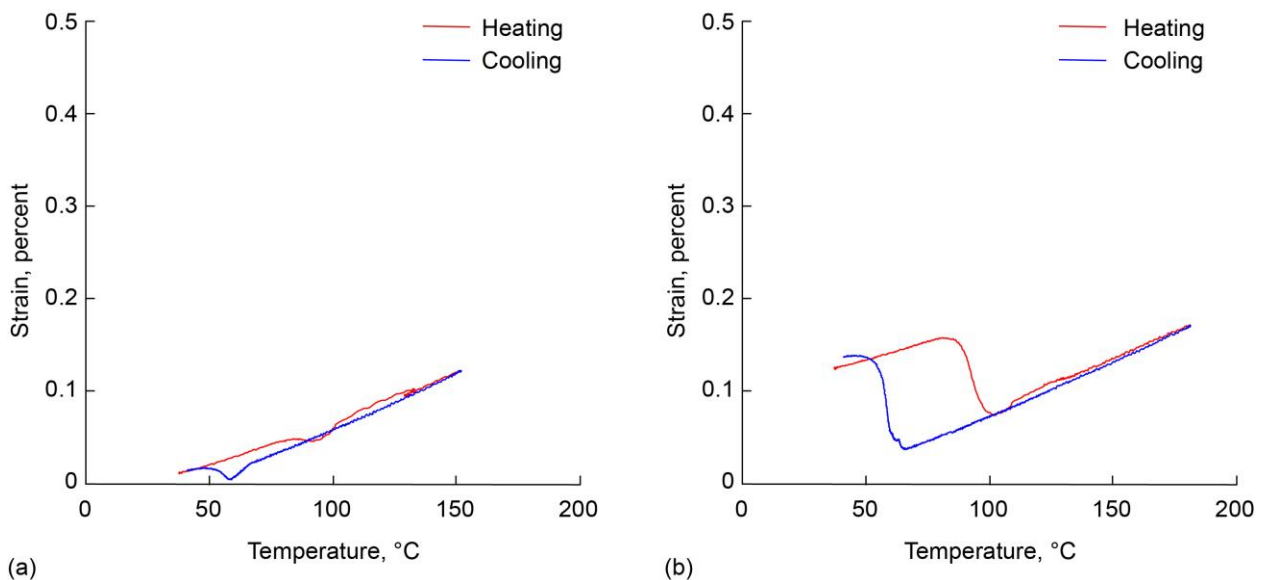 0.5
0.4
0.3
0.2
0.1
0
Strain, percent
Heating
Cooling
0
50
100
150
200
Temperature, °C
(a)
0.5
0.4
0.3
0.2
0.1
0
Strain, percent
Heating
Cooling
0
50
100
150
200
Temperature, °C
(b)